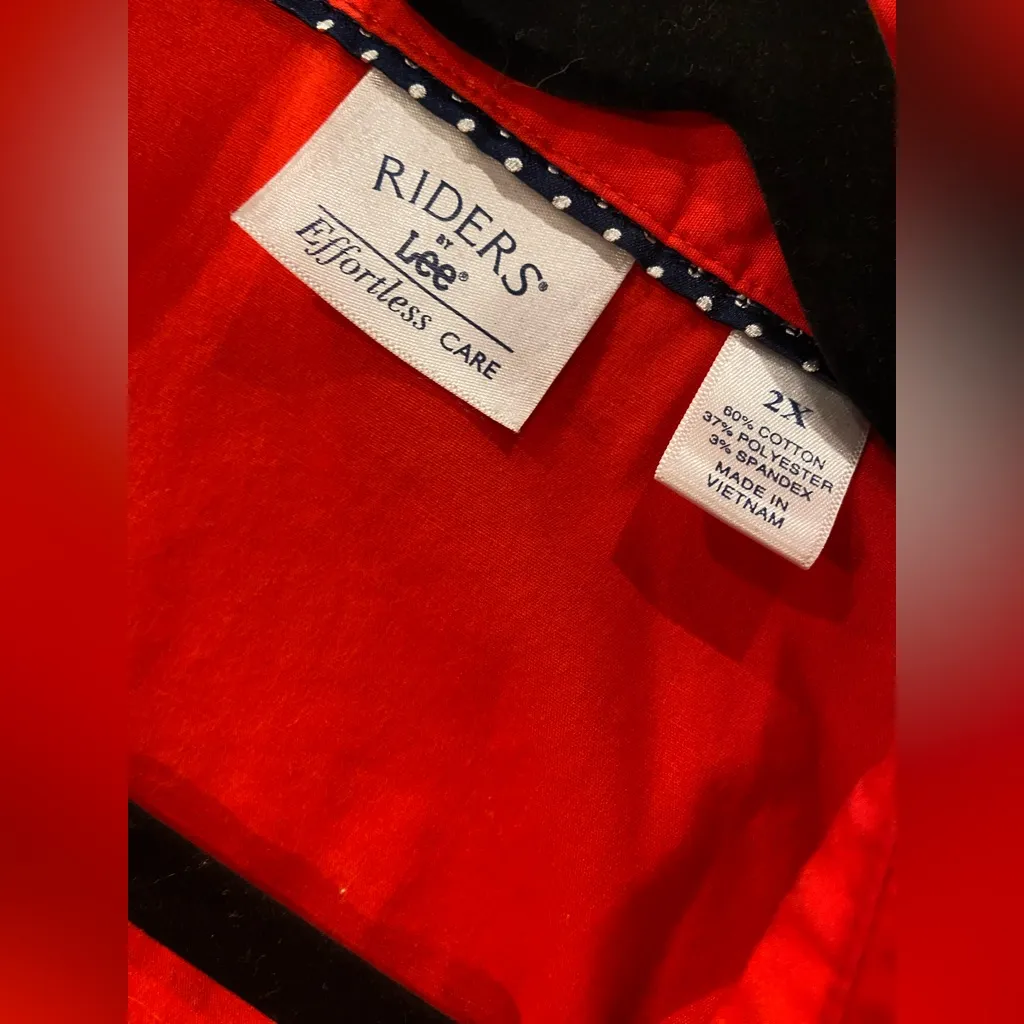 RIDERS®
BY
Lee®
Effortless CARE
2X
60% COTTON
37% POLYESTER
3% SPANDEX
MADE IN
VIETNAM